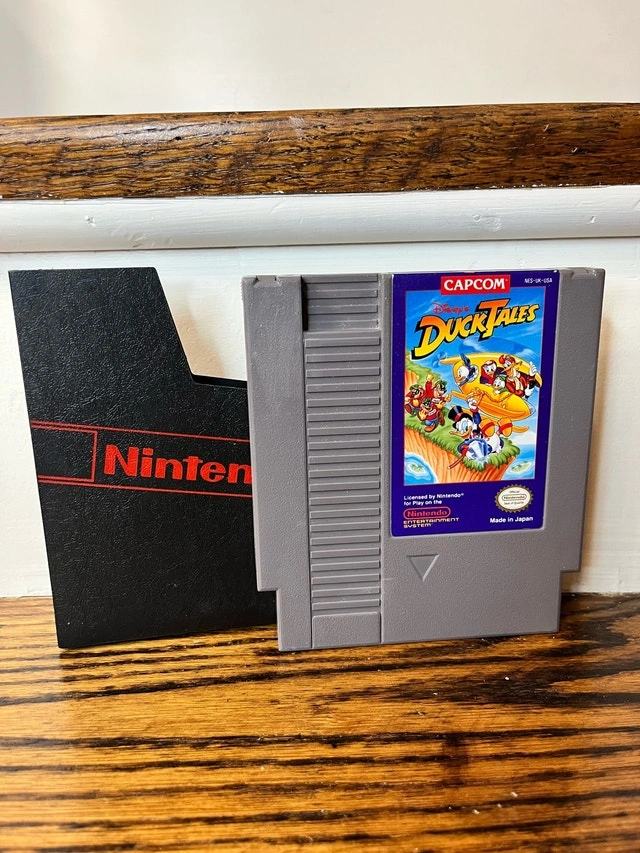 Ninten
CAPCOM
NES-UK-USA
Disney's
DUCKTALES
Licensed by Nintendo®
for Play on the
Nintendo
ENTERTAINMENT
SYSTEM
Nintendo
Made in Japan